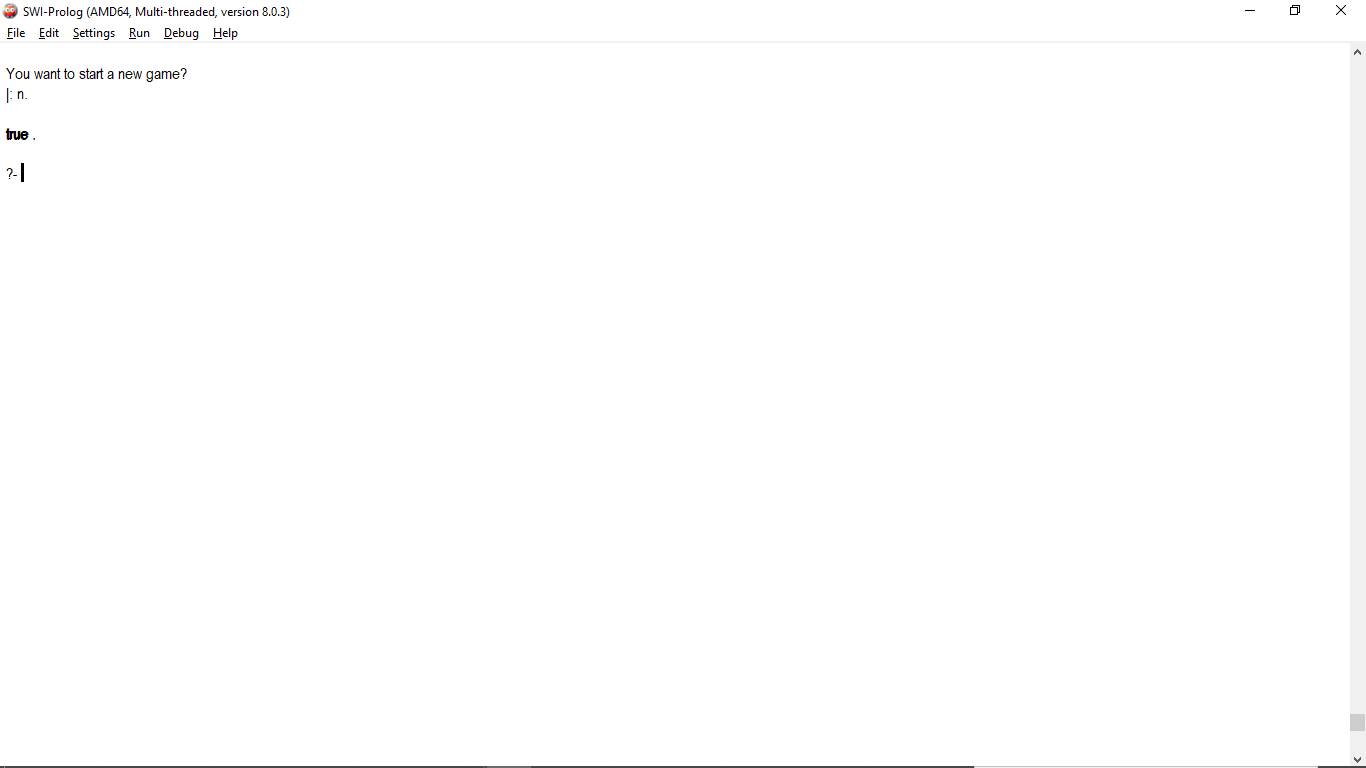 SWI-Prolog (AMD64, Multi-threaded, version 8.0.3)
File Edit Settings Run Debug Help
You want to start a new game?
|: n.
true .
?-